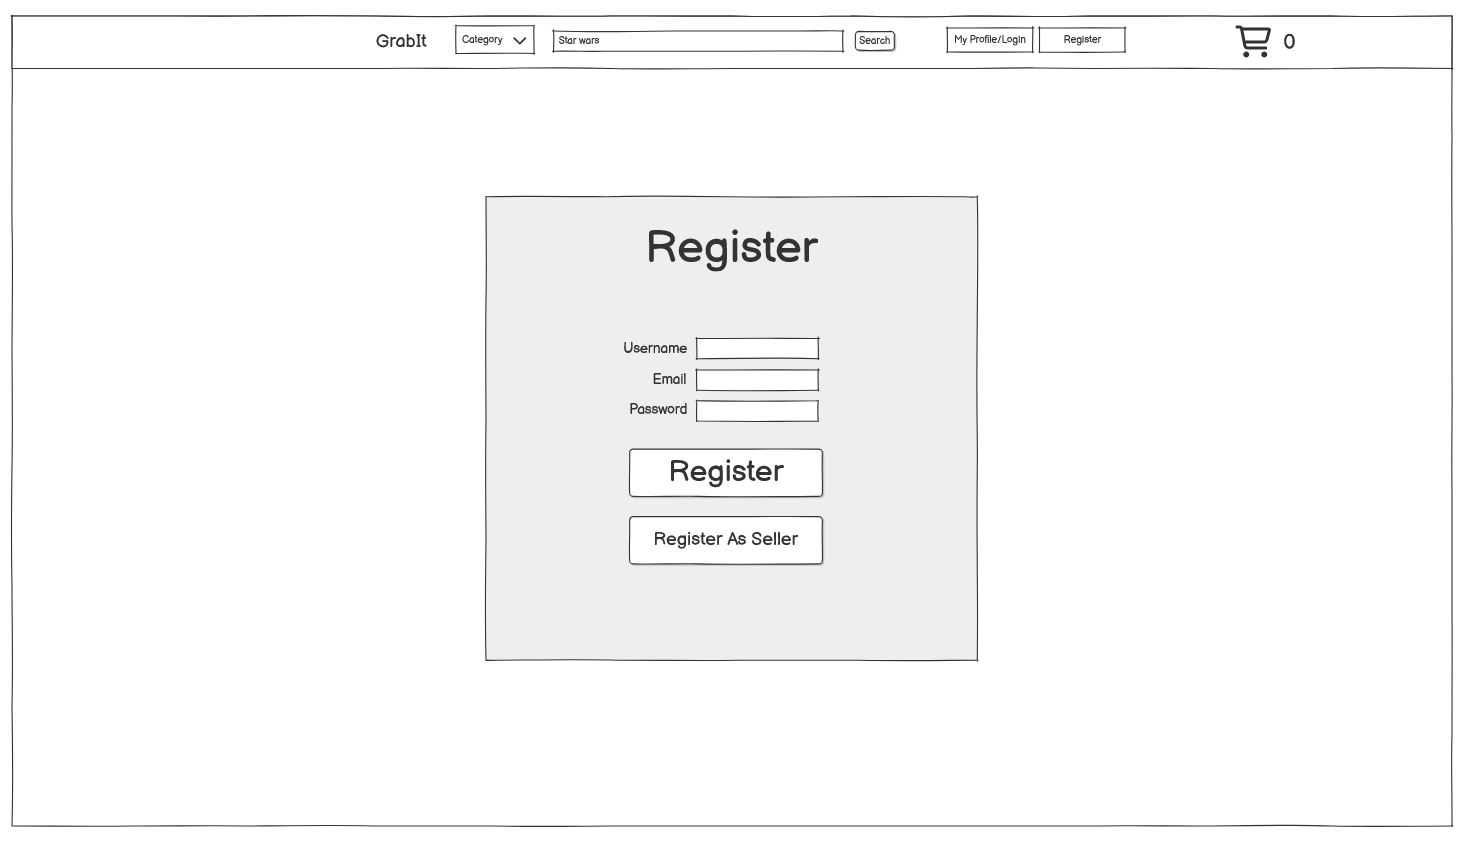 GrabIt Category Star wars Search My Profile/Login Register 0
Register
Username
Email
Password
Register
Register As Seller